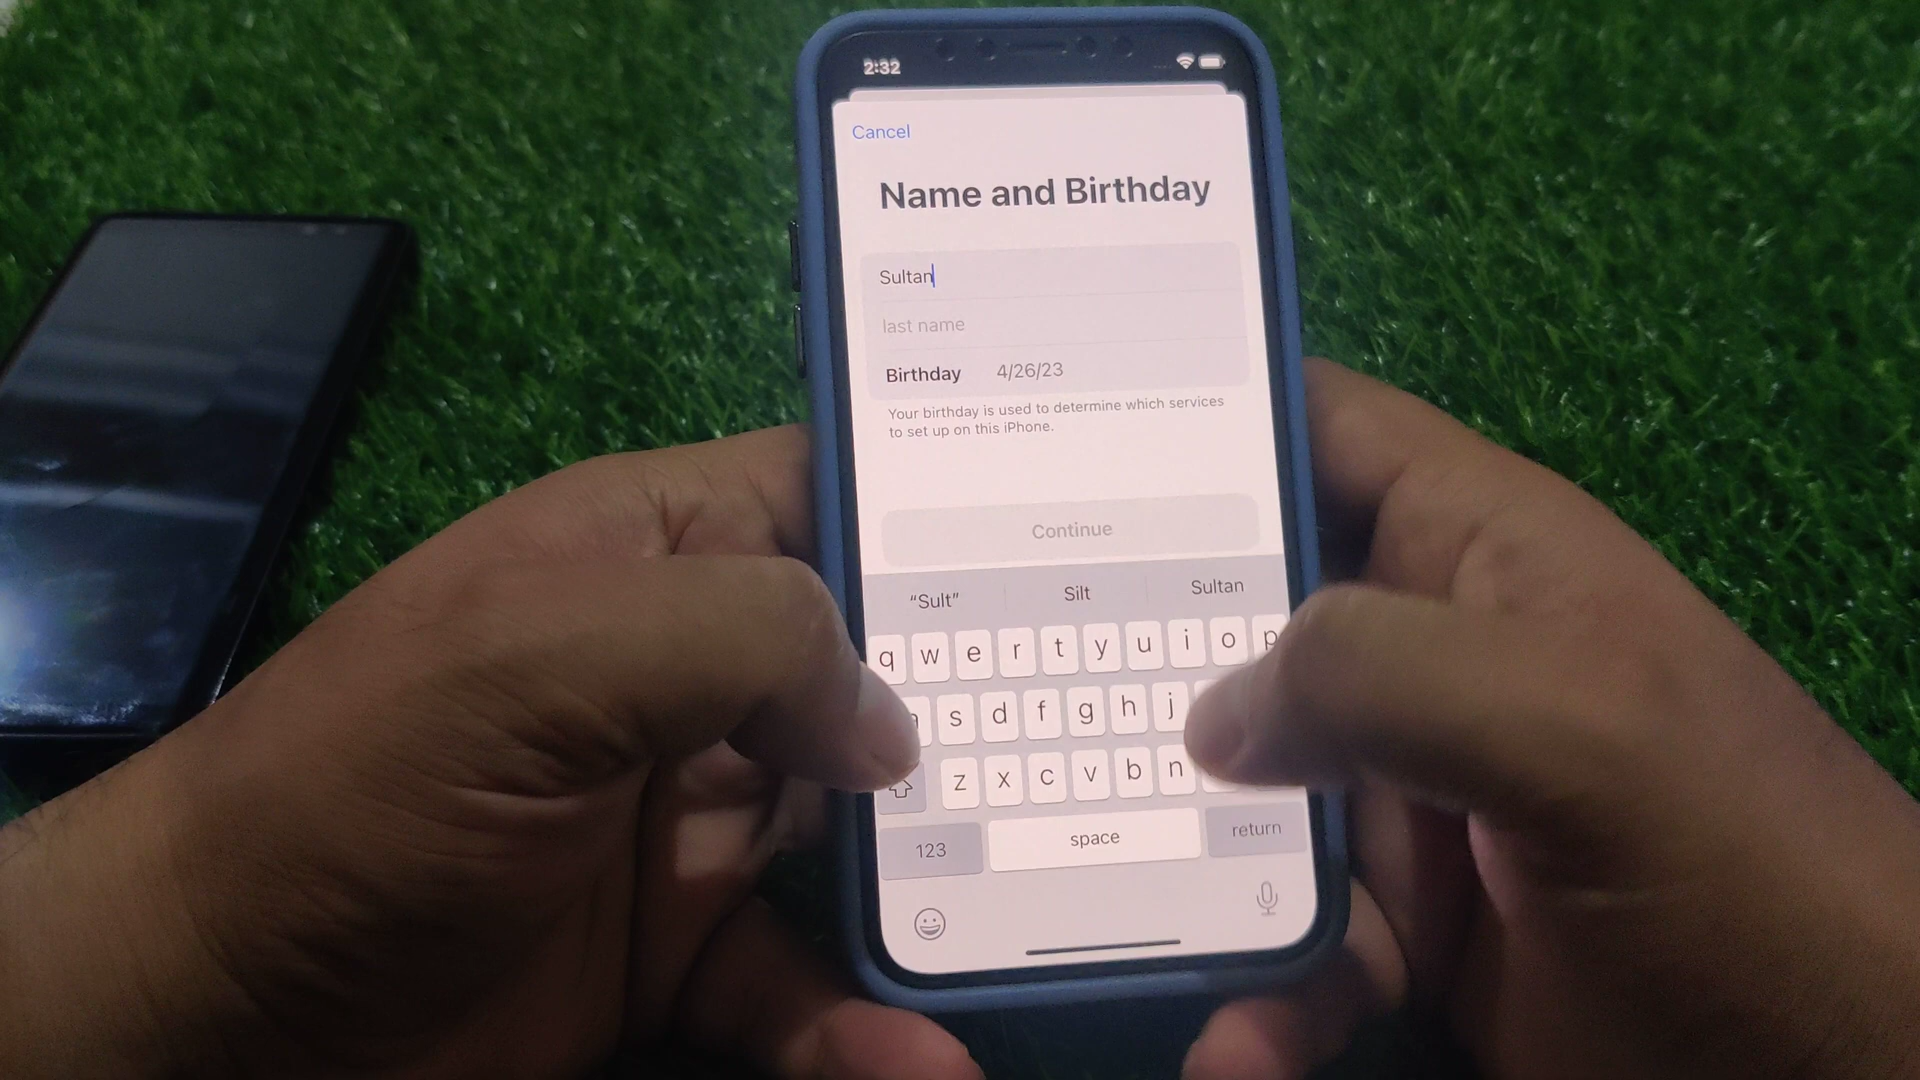 2:32
Cancel
Name and Birthday
Sultan
last name
Birthday 4/26/23
Your birthday is used to determine which services
to set up on this iPhone.
Continue
“Sult” Silt Sultan
q w e r t y u i o p
s d f g h j
z x c v b n
123 space return